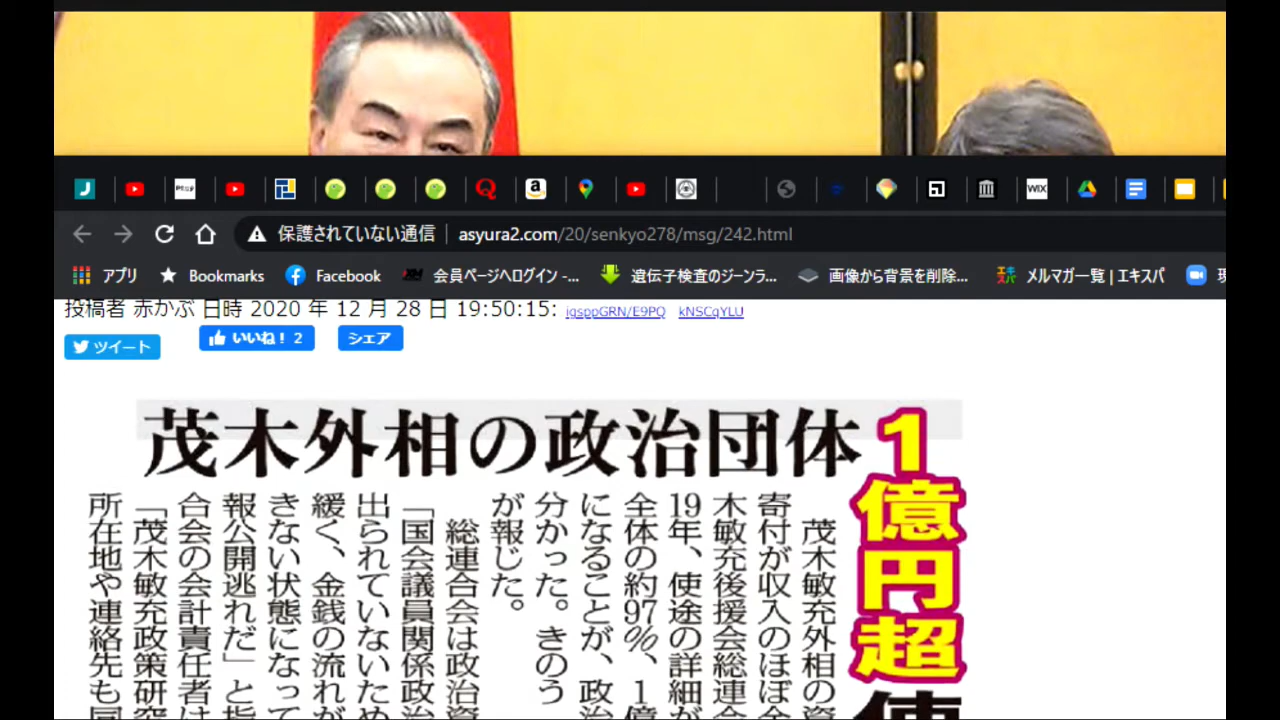 保護されていない通信 asyura2.com/20/senkyo278/msg/242.html
アプリ Bookmarks Facebook 会員ページへログイン -... 遺伝子検査のジーンラ... 画像から背景を削除... メルマガ一覧 | エキスパ
WIX
投稿者 赤かぶ 日時 2020 年 12 月 28 日 19:50:15: igsppGRN/E9PQ kNSCqYLU
ツイート いいね! 2 シェア
茂木外相の政治団体
1億円超
茂木敏充外相の資
寄付が収入のほぼ全
木敏充後援会総連合
19年、使途の詳細が
全体の約97%、1億
になることが、政治
分かった。きのう
が報じた。
総連合会は政治資
「国会議員関係政治
出られていないため
緩く、金銭の流れが
きない状態になって
報公開逃れだ」と指
合会の会計責任者は
「茂木敏充政策研究
所在地や連絡先も同